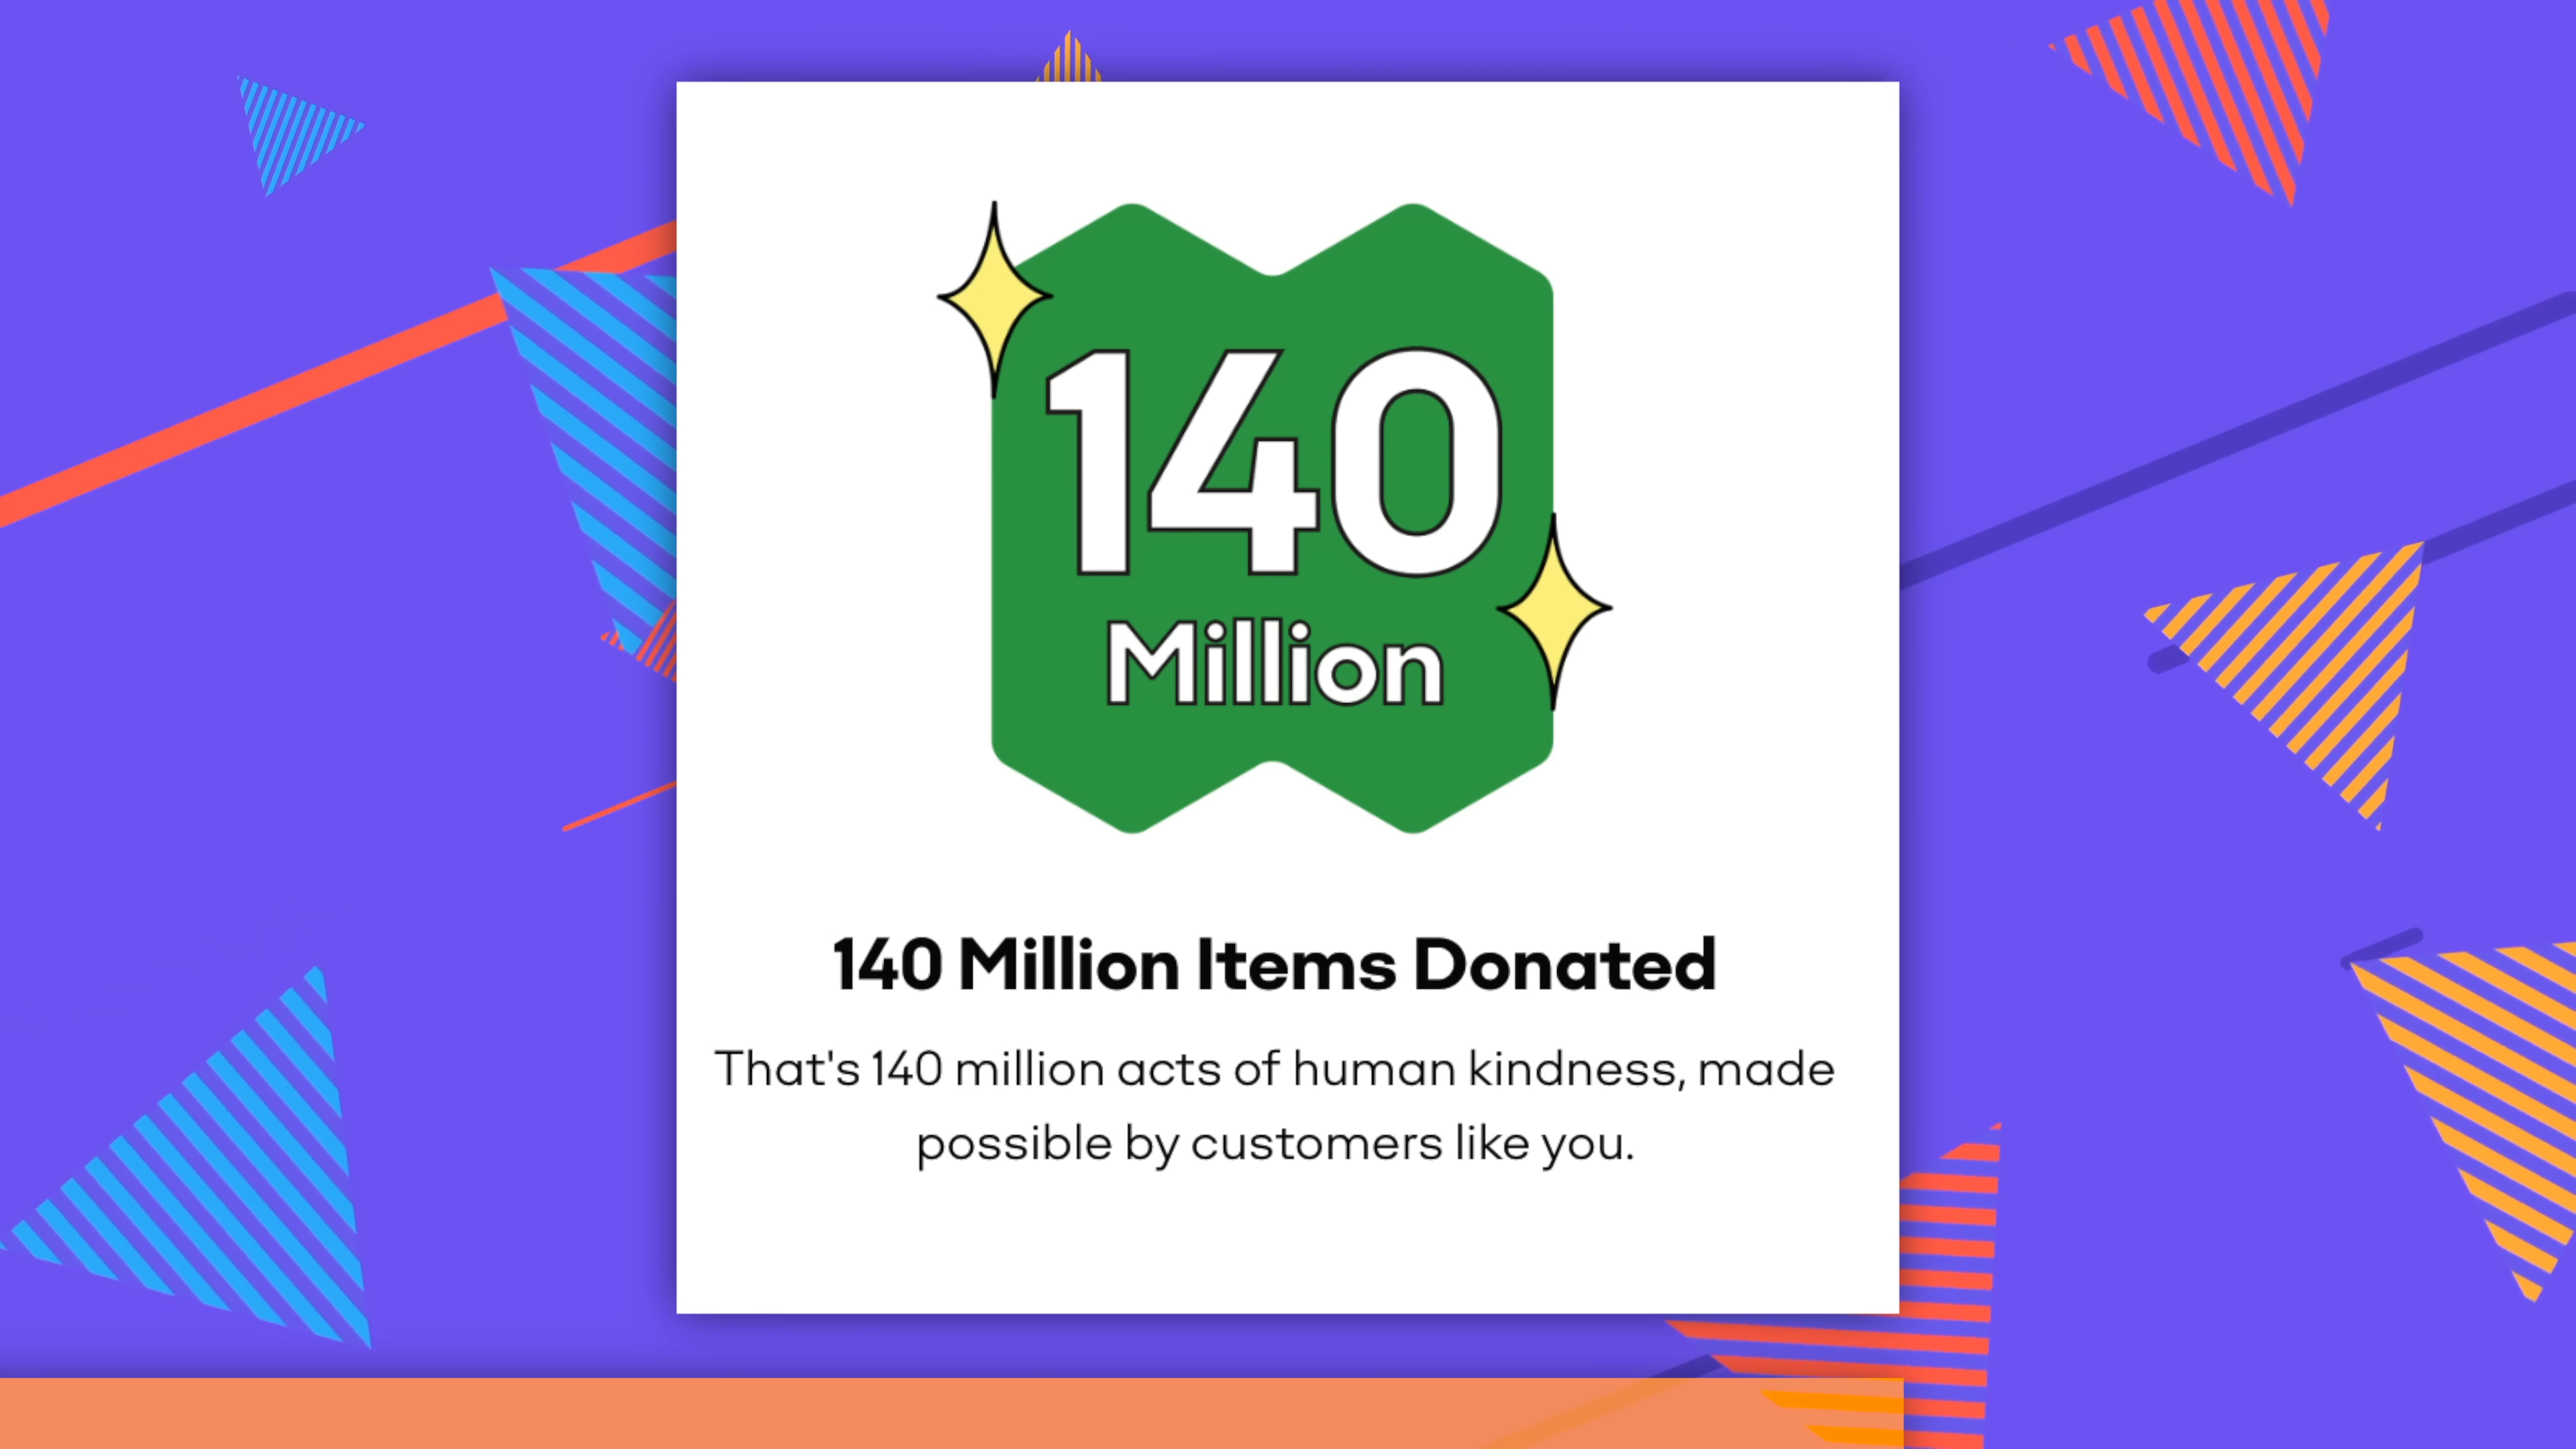 140
Million
140 Million Items Donated
That's 140 million acts of human kindness, made
possible by customers like you.